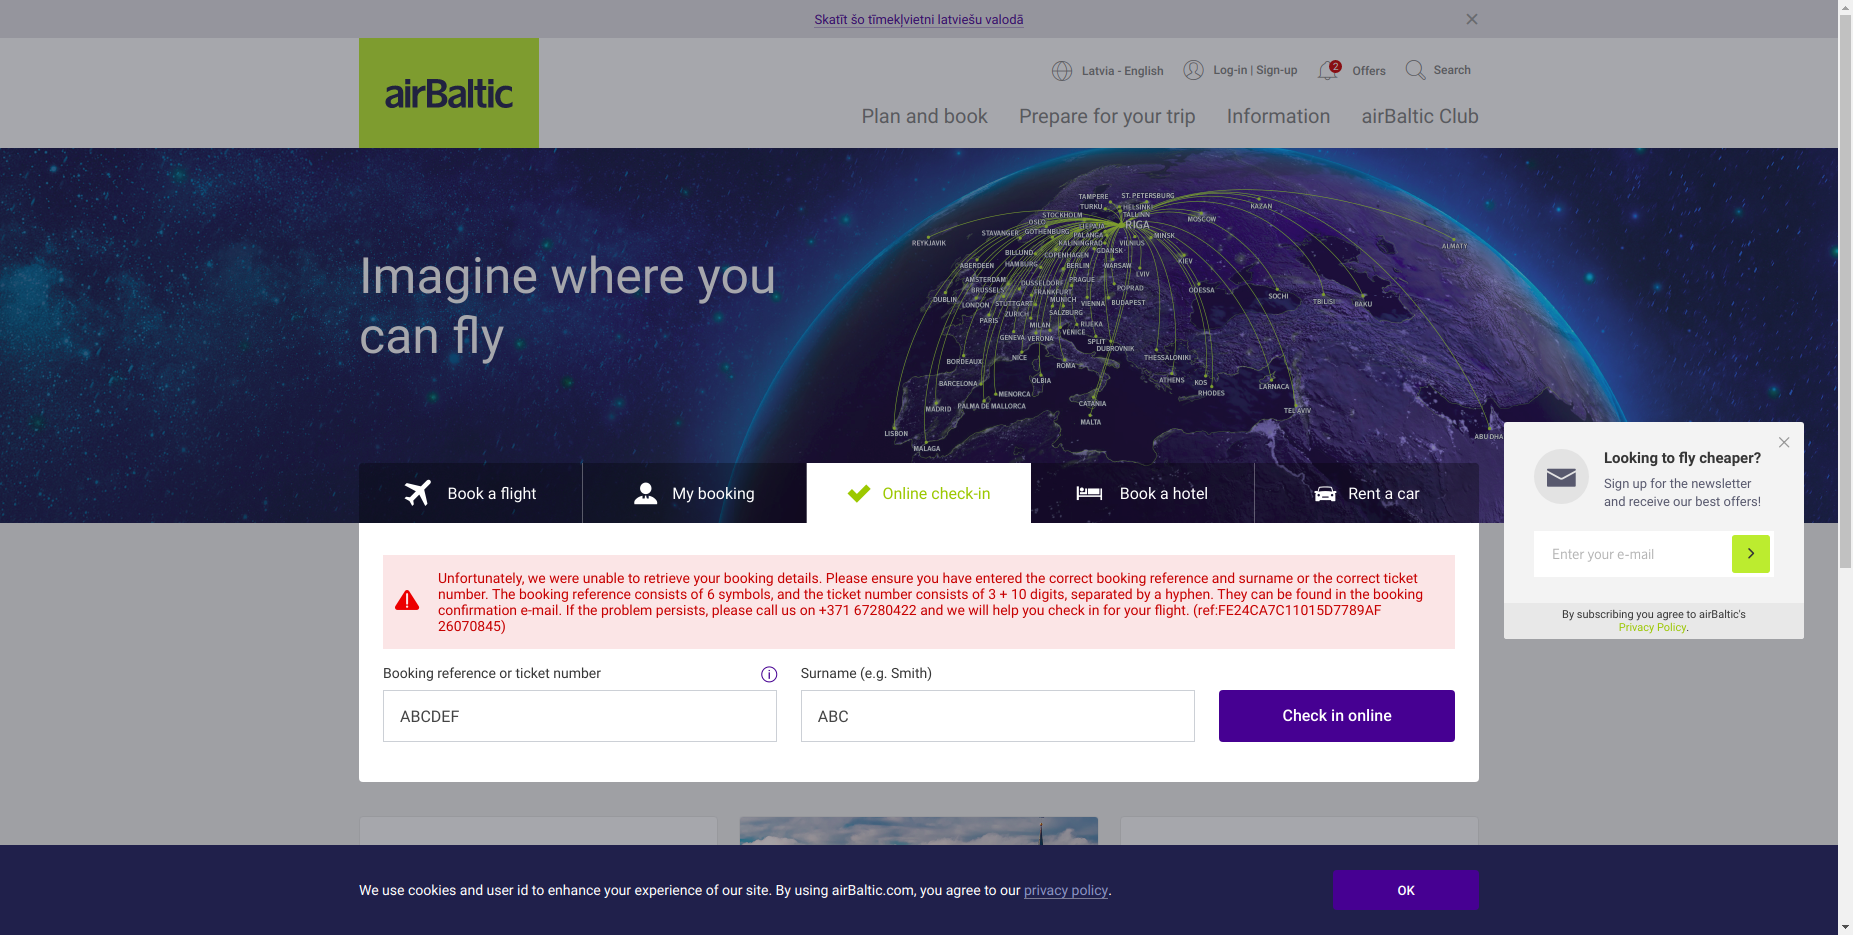 Skatīt šo tīmekļvietni latviešu valodā
airBaltic
Latvia - English
Log-in | Sign-up
2
Offers
Search
Plan and book
Prepare for your trip
Information
airBaltic Club
Imagine where you
can fly
TAMPERE
ST. PETERSBURG
TURKU
HELSINKI
KAZAN
STOCKHOLM
TALLINN
MOSCOW
OSLO
RIGA
STAVANGER
GOTHENBURG
LIEPAJA
PALANGA
MINSK
REYKJAVIK
KALININGRAD
VILNIUS
ALMATY
BILLUND
COPENHAGEN
GDANSK
KIEV
ABERDEEN
HAMBURG
BERLIN
WARSAW
LVIV
AMSTERDAM
DUSSELDORF
PRAGUE
BRUSSELS
FRANKFURT
POPRAD
ODESSA
DUBLIN
LONDON
STUTTGART
MUNICH
VIENNA
BUDAPEST
SOCHI
TBILISI
BAKU
PARIS
ZURICH
SALZBURG
MILAN
RIJEKA
GENEVA
VERONA
VENICE
SPLIT
DUBROVNIK
BORDEAUX
NICE
ROMA
THESSALONIKI
BARCELONA
OLBIA
ATHENS
KOS
LARNACA
MENORCA
RHODES
MADRID
PALMA DE MALLORCA
CATANIA
TEL AVIV
MALTA
LISBON
ABU DHA
MALAGA
Book a flight
My booking
Online check-in
Book a hotel
Rent a car
Unfortunately, we were unable to retrieve your booking details. Please ensure you have entered the correct booking reference and surname or the correct ticket
number. The booking reference consists of 6 symbols, and the ticket number consists of 3 + 10 digits, separated by a hyphen. They can be found in the booking
confirmation e-mail. If the problem persists, please call us on +371 67280422 and we will help you check in for your flight. (ref:FE24CA7C11015D7789AF
26070845)
Booking reference or ticket number
Surname (e.g. Smith)
ABCDEF
ABC
Check in online
Looking to fly cheaper?
Sign up for the newsletter
and receive our best offers!
Enter your e-mail
By subscribing you agree to airBaltic's
Privacy Policy.
We use cookies and user id to enhance your experience of our site. By using airBaltic.com, you agree to our privacy policy.
OK